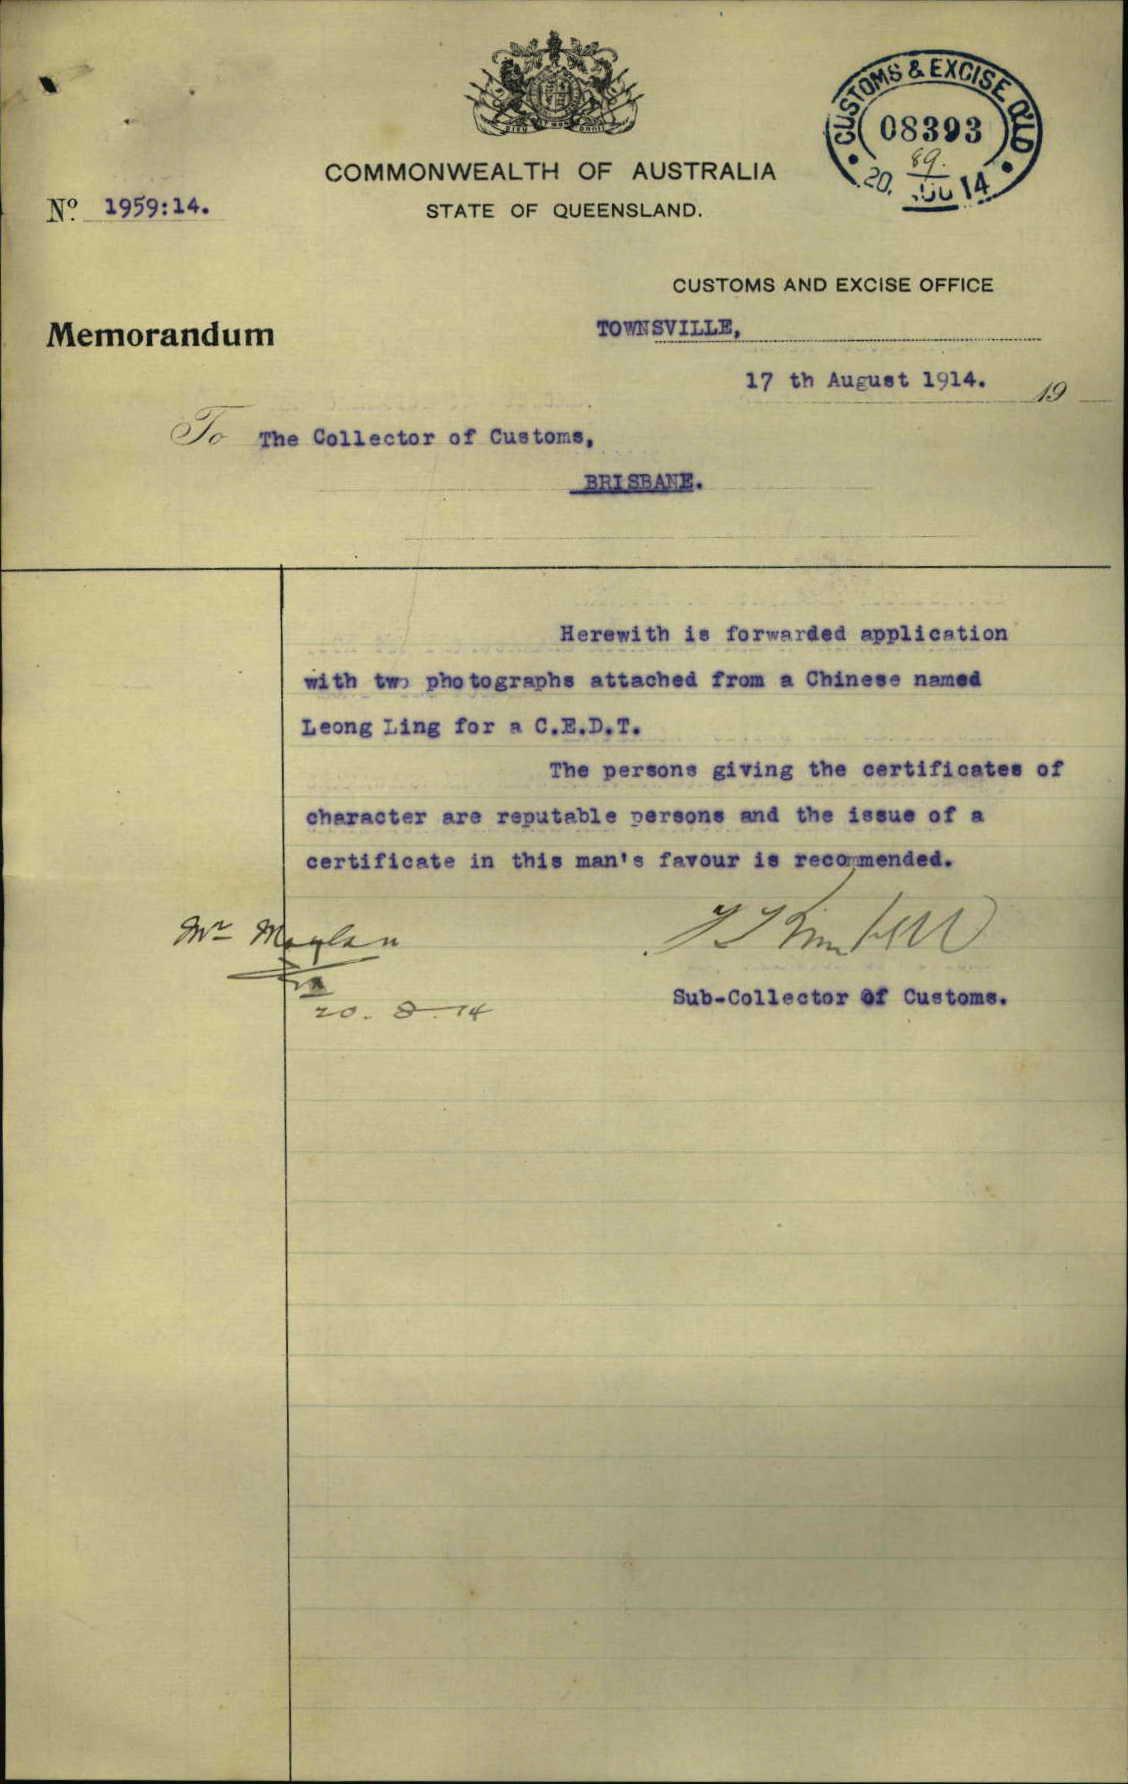 CUSTOMS & EXCISE QLD
08393
89.
20. 14
COMMONWEALTH OF AUSTRALIA
STATE OF QUEENSLAND.
No. 1959:14.
CUSTOMS AND EXCISE OFFICE
Memorandum
TOWNSVILLE,
17 th August 1914. 19
To The Collector of Customs,
BRISBANE.
Herewith is forwarded application
with two photographs attached from a Chinese named
Leong Ling for a C.E.D.T.
The persons giving the certificates of
character are reputable persons and the issue of a
certificate in this man's favour is recommended.
Mr Moylan
20. 8. 14
Sub-Collector Of Customs.